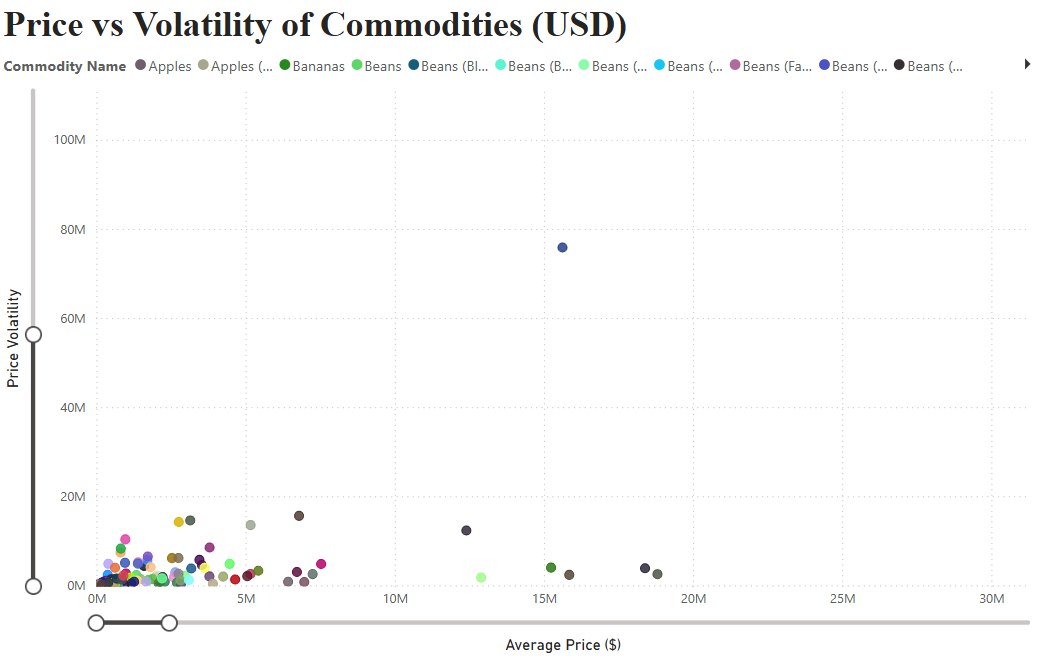 Price vs Volatility of Commodities (USD)
Commodity Name Apples Apples (... Bananas Beans Beans (Bl... Beans (B... Beans (... Beans (... Beans (Fa... Beans (... Beans (...
100M
80M
60M
40M
20M
0M
Price Volatility
0M 5M 10M 15M 20M 25M 30M
Average Price ($)